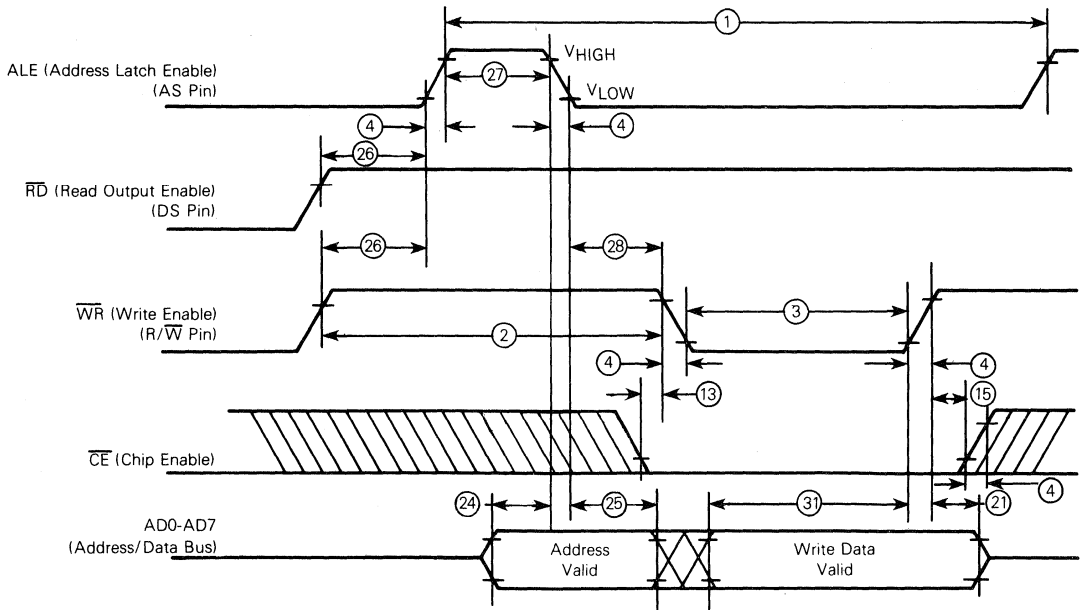 1
ALE (Address Latch Enable)
(AS Pin)
VHIGH
27
VLOW
4
4
26
RD (Read Output Enable)
(DS Pin)
26
28
WR (Write Enable)
(R/W Pin)
2
3
4
4
13
15
CE (Chip Enable)
4
24
25
31
21
AD0-AD7
(Address/Data Bus)
Address
Valid
Write Data
Valid